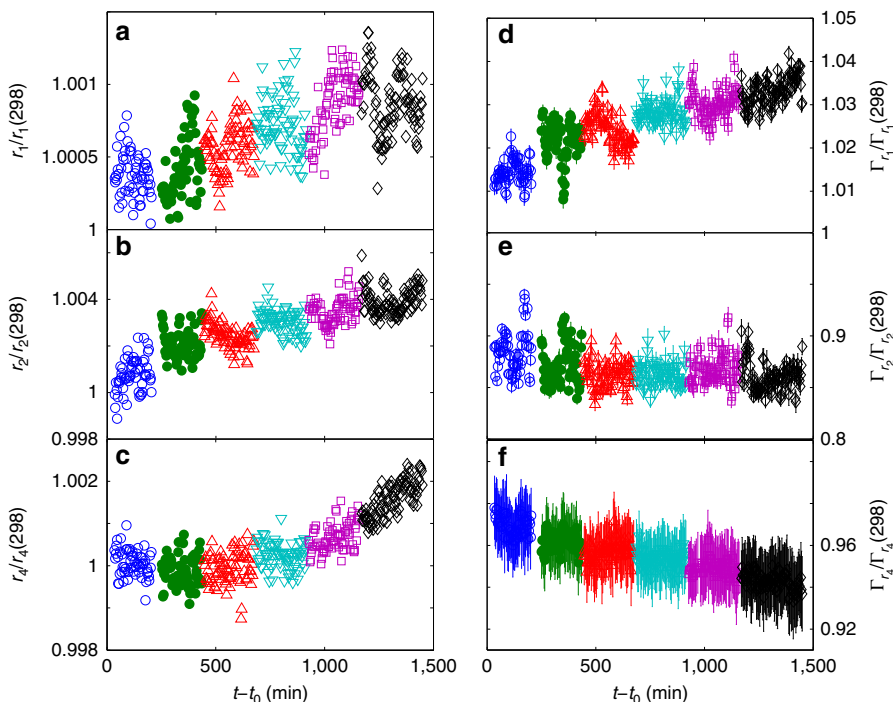 a
r1/r1(298)
1.001
1.0005
1
b
r2/r2(298)
1.004
1
0.998
c
r4/r4(298)
1.002
1
0.998
0 500 1,000 1,500
t–t0 (min)
d
1.05
1.04
1.03
1.02
1.01
Γr1/Γr1(298)
e
1
0.9
0.8
Γr2/Γr2(298)
f
0.96
0.92
Γr4/Γr4(298)
0 500 1,000 1,500
t–t0 (min)